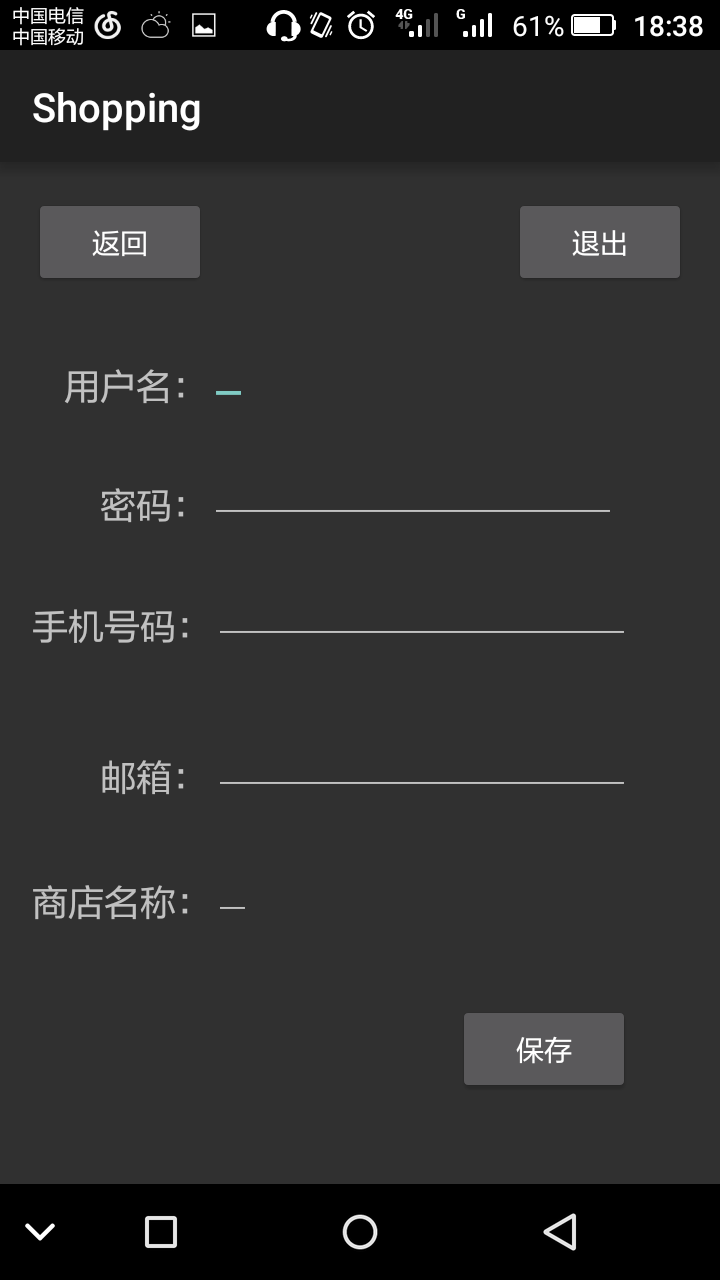 中国电信
中国移动
4G
G
61%
18:38
Shopping
返回
退出
用户名：
密码：
手机号码：
邮箱：
商店名称：
保存